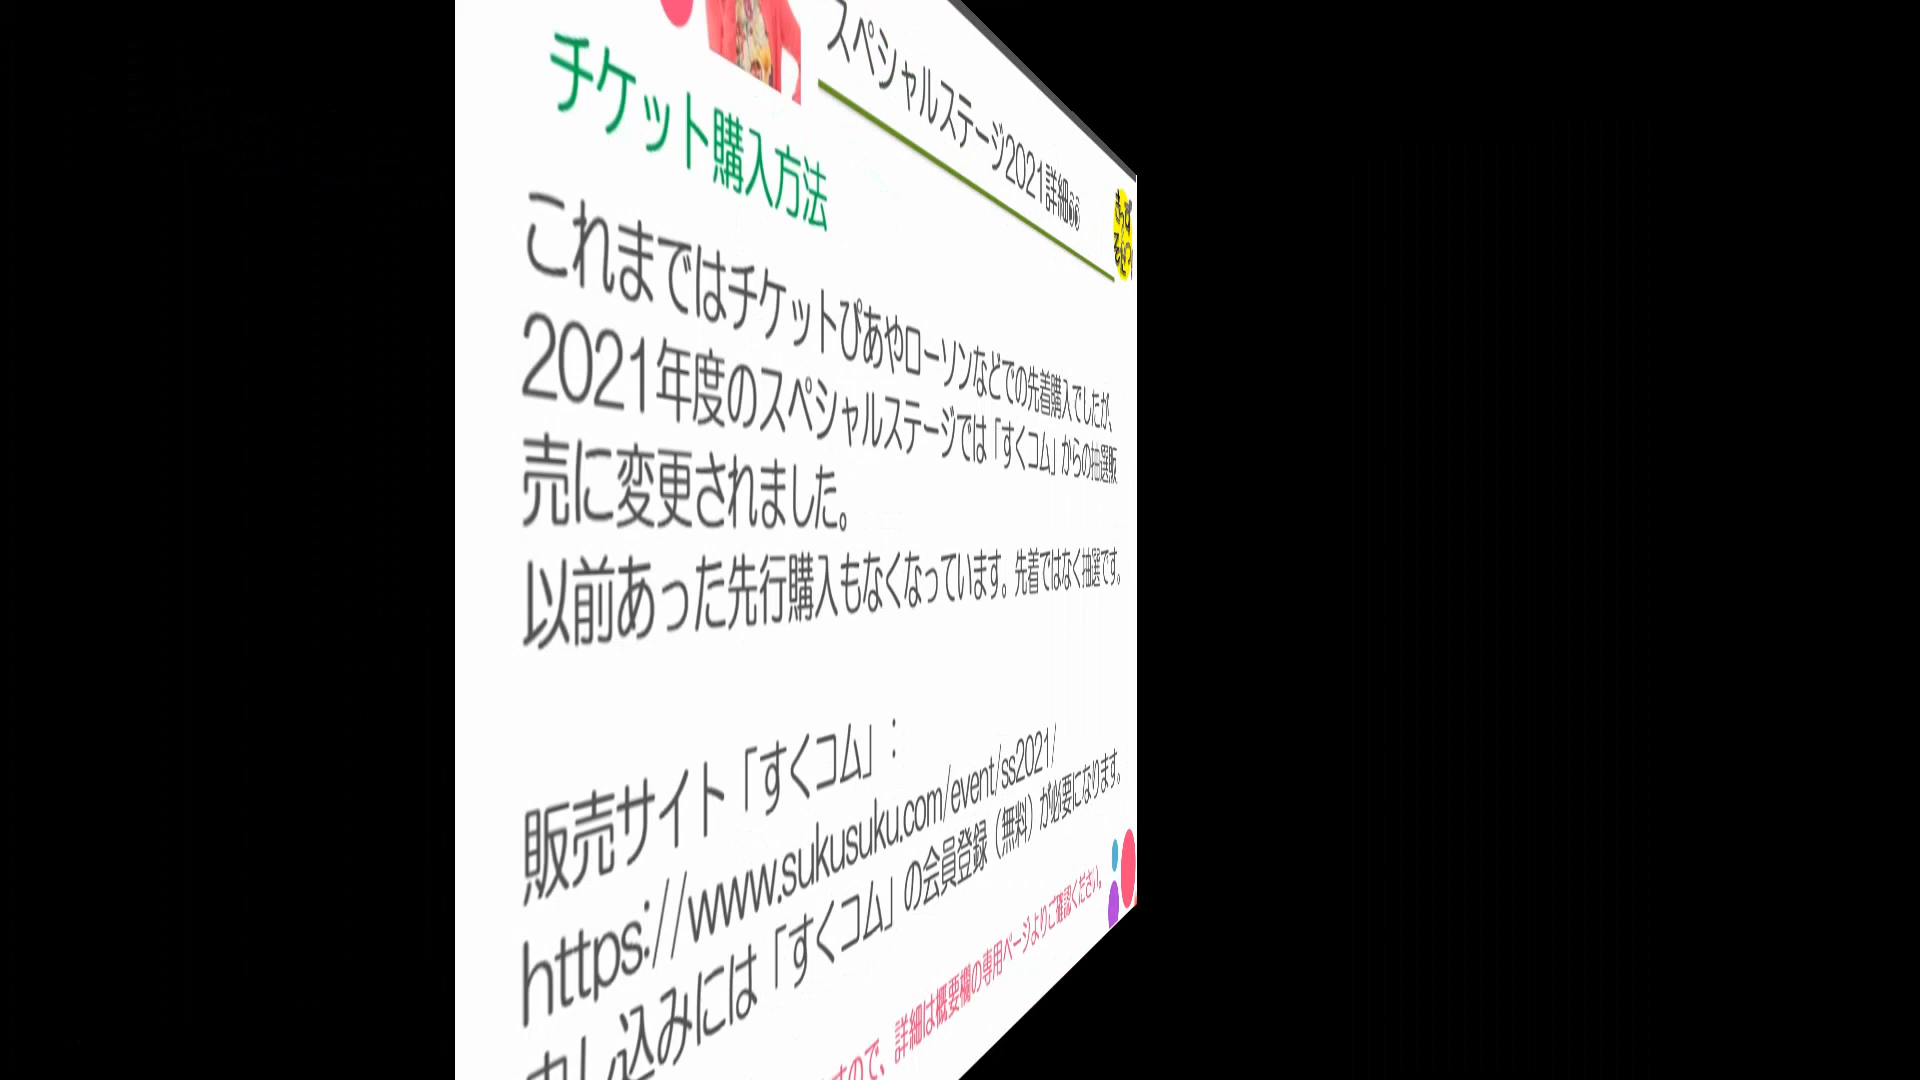 スペシャルステージ2021詳細
チケット購入方法
これまではチケットぴあやローソンなどでの先着購入でしたが、
2021年度のスペシャルステージでは「すくコム」からの抽選販
売に変更されました。
以前あった先行購入もなくなっています。先着ではなく抽選です。
販売サイト「すくコム」:
https://www.sukusuku.com/event/ss2021/
申し込みには「すくコム」の会員登録(無料)が必要になります。
ので、詳細は概要欄の専用ページよりご確認ください。